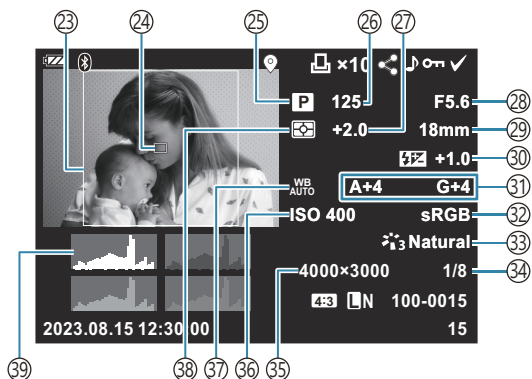 ㉓ ㉔ ㉕ ㉖ ㉗
×10
P 125 F5.6 ㉘
+2.0 18mm ㉙
+1.0 ㉚
WB AUTO A+4 G+4 ㉛
ISO 400 sRGB ㉜
3 Natural ㉝
4000×3000 1/8 ㉞
4:3 L N 100-0015
2023.08.15 12:30:00 15
㊴ ㊳ ㊲ ㊱ ㉟